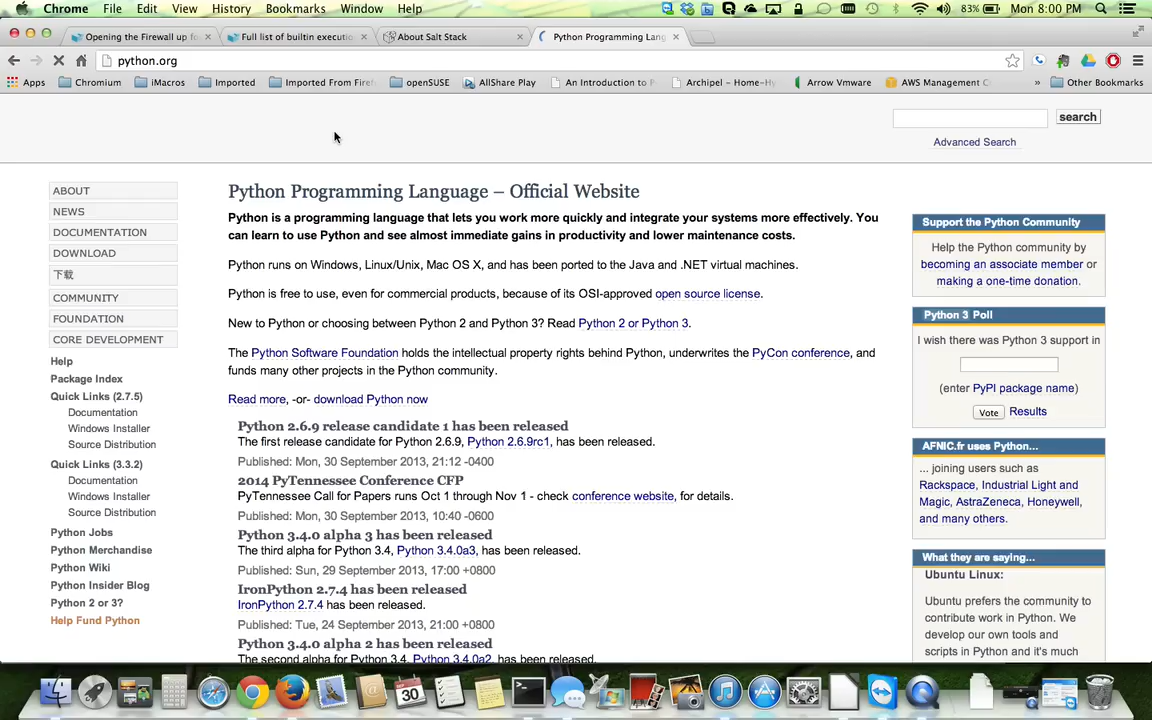 Chrome File Edit View History Bookmarks Window Help 83% Mon 8:00 PM
Opening the Firewall up fo
Full list of builtin executio
About Salt Stack
Python Programming Lang
python.org
Apps Chromium iMacros Imported Imported From Firef openSUSE AllShare Play An Introduction to P Archipel – Home-Hy Arrow Vmware AWS Management C » Other Bookmarks
search
Advanced Search
ABOUT
NEWS
DOCUMENTATION
DOWNLOAD
下载
COMMUNITY
FOUNDATION
CORE DEVELOPMENT
Help
Package Index
Quick Links (2.7.5)
Documentation
Windows Installer
Source Distribution
Quick Links (3.3.2)
Documentation
Windows Installer
Source Distribution
Python Jobs
Python Merchandise
Python Wiki
Python Insider Blog
Python 2 or 3?
Help Fund Python
Python Programming Language – Official Website
Python is a programming language that lets you work more quickly and integrate your systems more effectively. You
can learn to use Python and see almost immediate gains in productivity and lower maintenance costs.
Python runs on Windows, Linux/Unix, Mac OS X, and has been ported to the Java and .NET virtual machines.
Python is free to use, even for commercial products, because of its OSI-approved open source license.
New to Python or choosing between Python 2 and Python 3? Read Python 2 or Python 3.
The Python Software Foundation holds the intellectual property rights behind Python, underwrites the PyCon conference, and
funds many other projects in the Python community.
Read more, -or- download Python now
Python 2.6.9 release candidate 1 has been released
The first release candidate for Python 2.6.9, Python 2.6.9rc1, has been released.
Published: Mon, 30 September 2013, 21:12 -0400
2014 PyTennessee Conference CFP
PyTennessee Call for Papers runs Oct 1 through Nov 1 - check conference website, for details.
Published: Mon, 30 September 2013, 10:40 -0600
Python 3.4.0 alpha 3 has been released
The third alpha for Python 3.4, Python 3.4.0a3, has been released.
Published: Sun, 29 September 2013, 17:00 +0800
IronPython 2.7.4 has been released
IronPython 2.7.4 has been released.
Published: Tue, 24 September 2013, 21:00 +0800
Python 3.4.0 alpha 2 has been released
The second alpha for Python 3.4, Python 3.4.0a2, has been released.
Support the Python Community
Help the Python community by
becoming an associate member or
making a one-time donation.
Python 3 Poll
I wish there was Python 3 support in
(enter PyPI package name)
Vote Results
AFNIC.fr uses Python...
... joining users such as
Rackspace, Industrial Light and
Magic, AstraZeneca, Honeywell,
and many others.
What they are saying...
Ubuntu Linux:
Ubuntu prefers the community to
contribute work in Python. We
develop our own tools and
scripts in Python and it's much
30